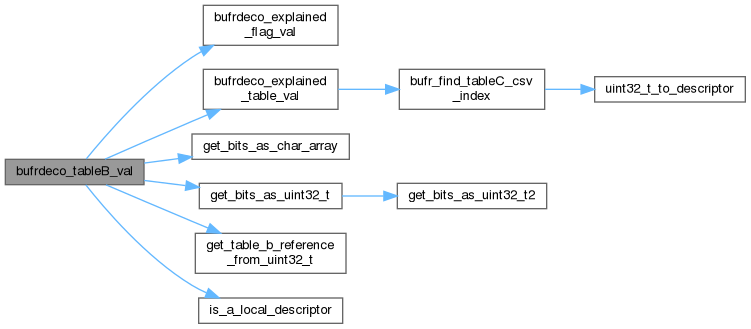 bufrdeco_tableB_val
bufrdeco_explained
_flag_val
bufrdeco_explained
_table_val
bufr_find_tableC_csv
_index
uint32_t_to_descriptor
get_bits_as_char_array
get_bits_as_uint32_t
get_bits_as_uint32_t2
get_table_b_reference
_from_uint32_t
is_a_local_descriptor